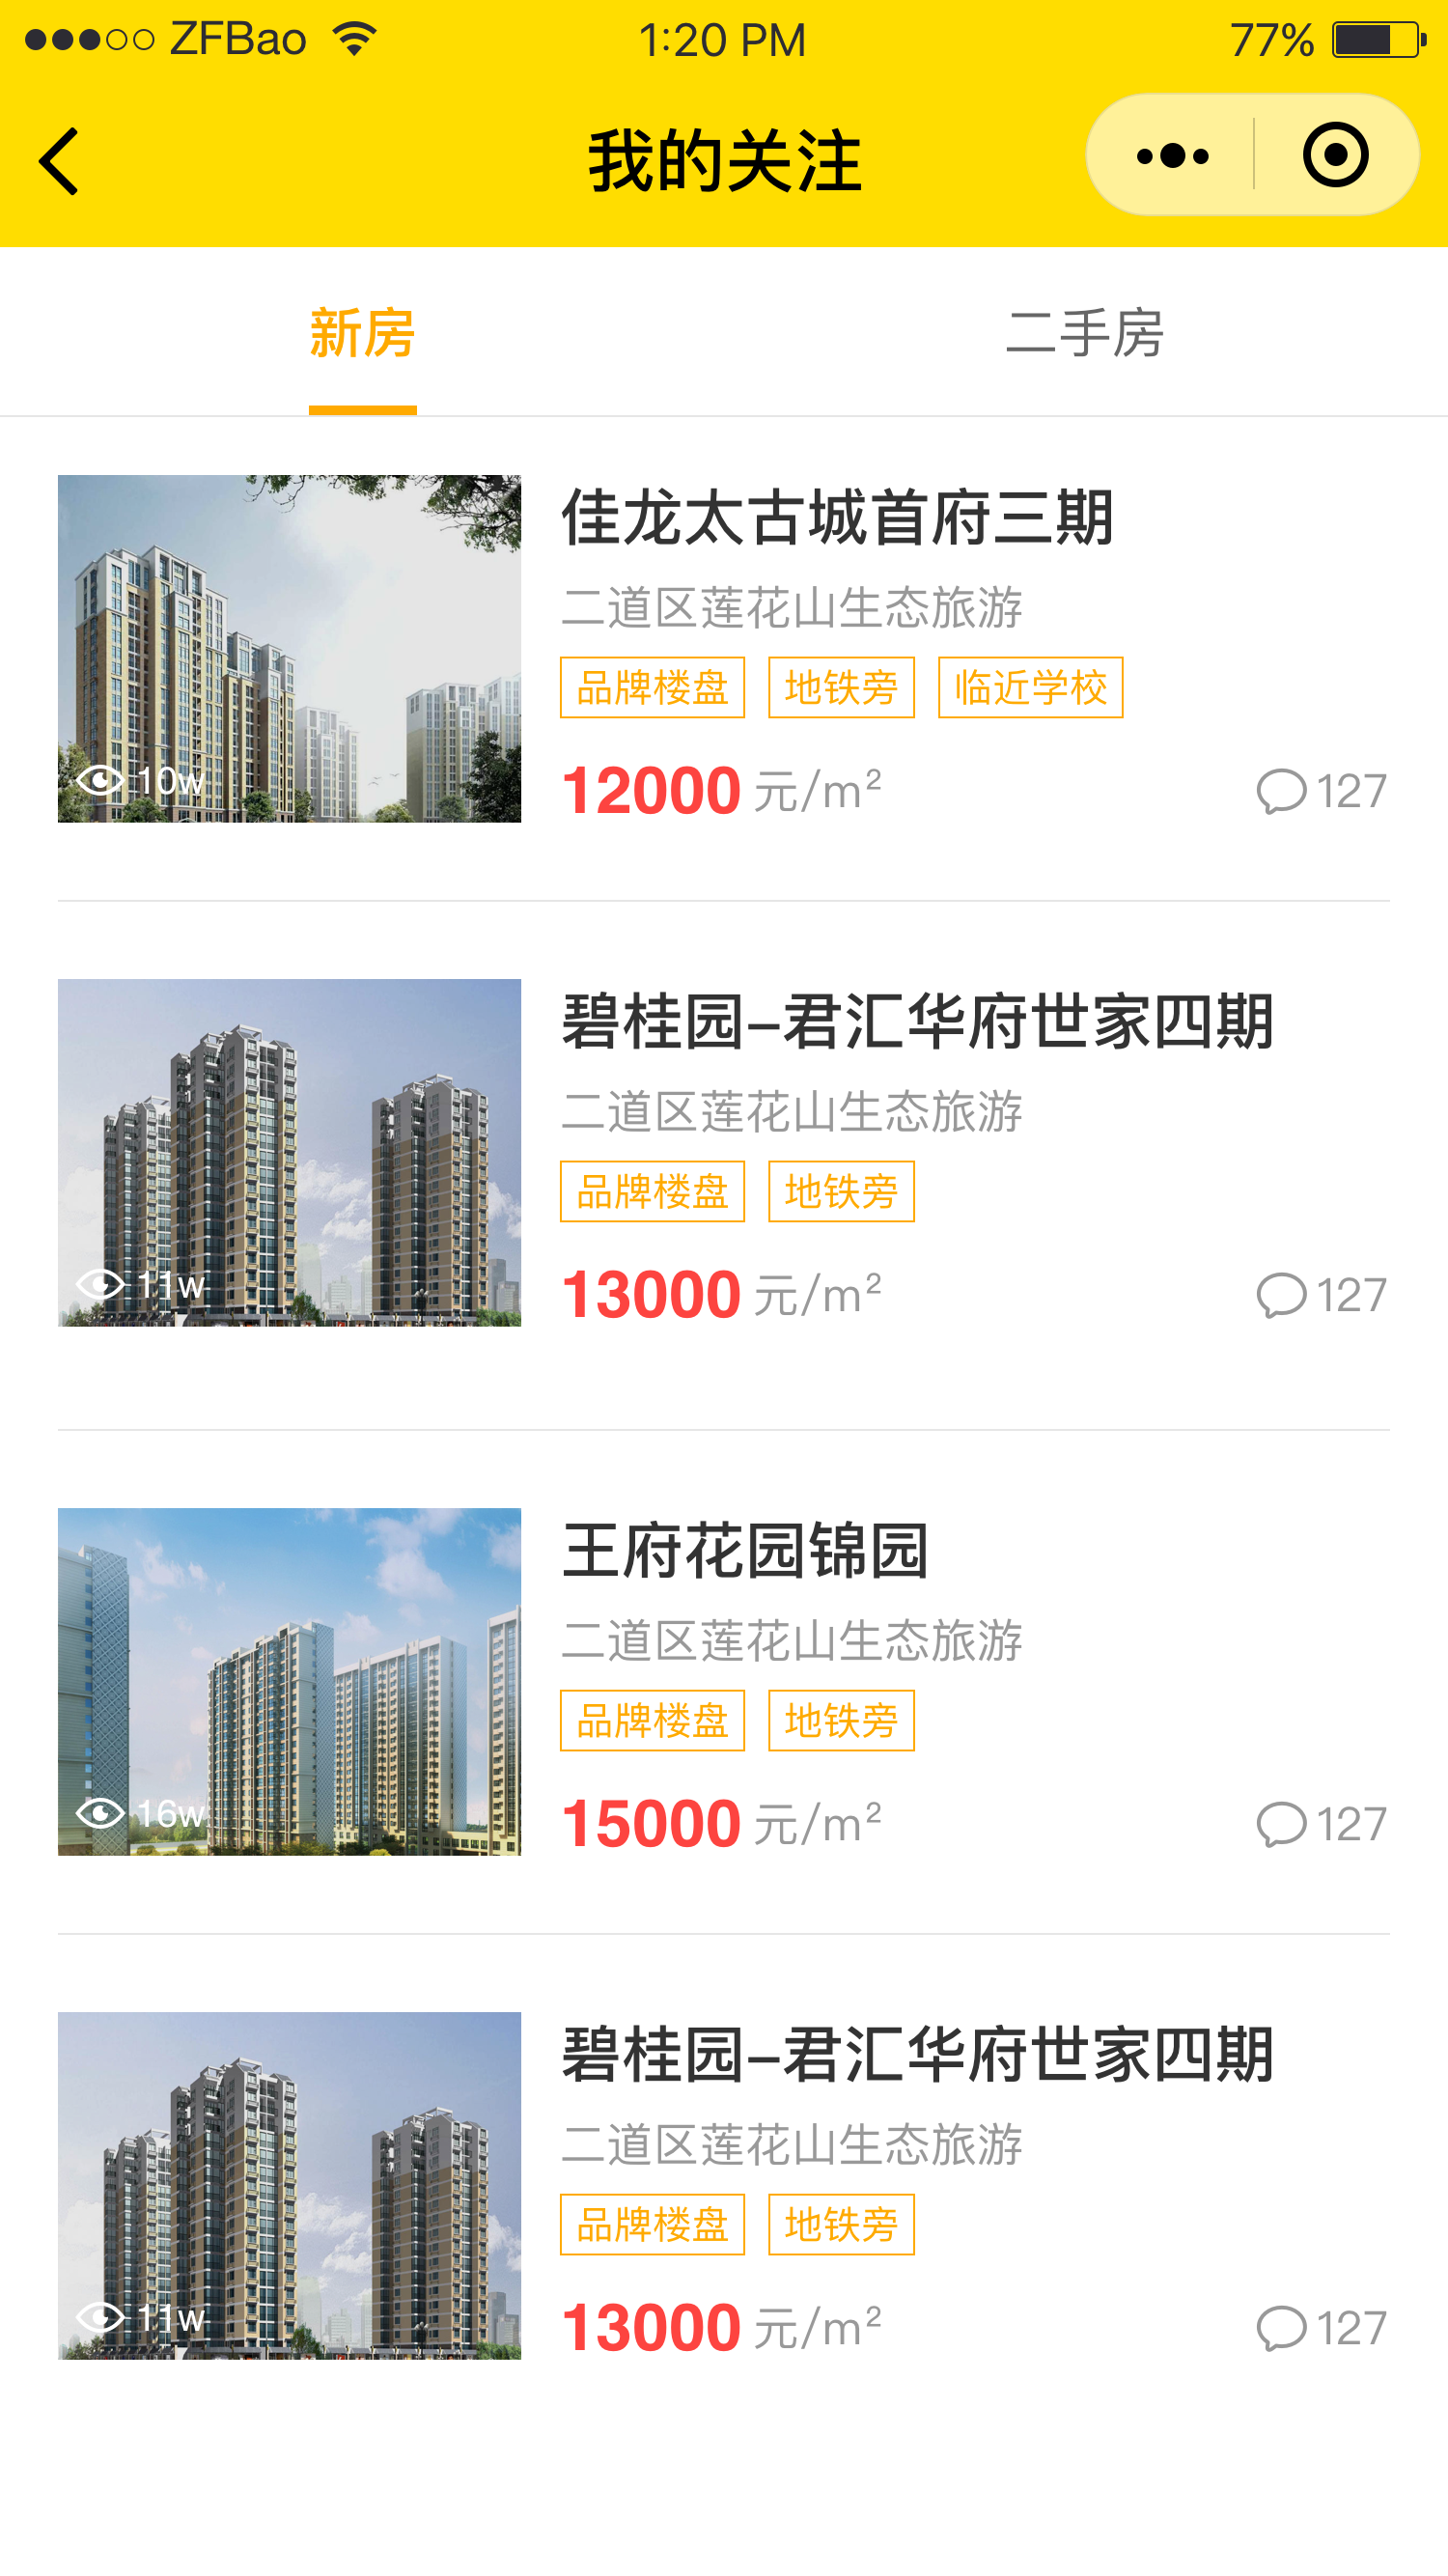 ZFBao 1:20 PM 77%
我的关注
新房 二手房
佳龙太古城首府三期
二道区莲花山生态旅游
品牌楼盘 地铁旁 临近学校
10w 12000 元/m² 127
碧桂园–君汇华府世家四期
二道区莲花山生态旅游
品牌楼盘 地铁旁
11w 13000 元/m² 127
王府花园锦园
二道区莲花山生态旅游
品牌楼盘 地铁旁
16w 15000 元/m² 127
碧桂园–君汇华府世家四期
二道区莲花山生态旅游
品牌楼盘 地铁旁
11w 13000 元/m² 127